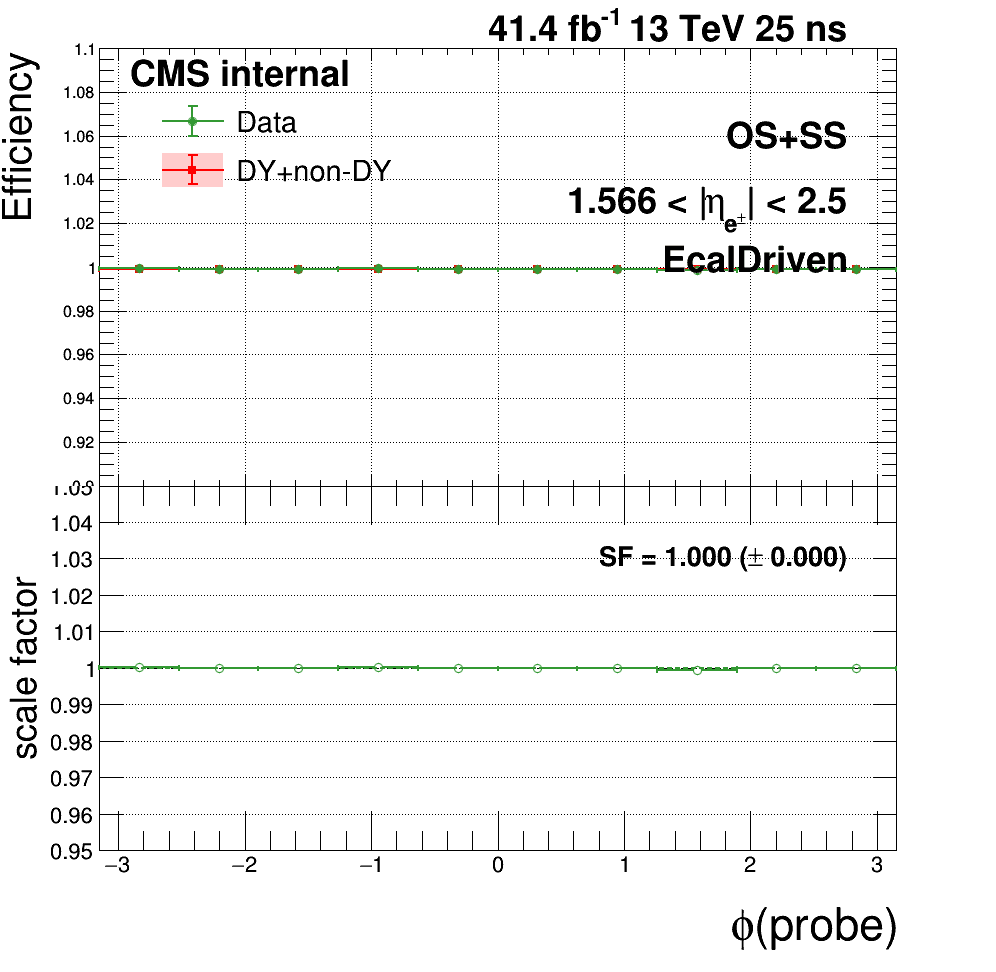 41.4 fb⁻¹ 13 TeV 25 ns
Efficiency
1.1
1.08
1.06
1.04
1.02
1
0.98
0.96
0.94
0.92
CMS internal
Data
DY+non-DY
OS+SS
1.566 < |η_e±| < 2.5
EcalDriven
scale factor
1.05
1.04
1.03
1.02
1.01
1
0.99
0.98
0.97
0.96
0.95
SF = 1.000 (± 0.000)
−3 −2 −1 0 1 2 3
ϕ(probe)